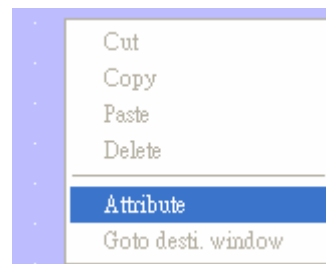 Cut
Copy
Paste
Delete
Attribute
Goto desti. window